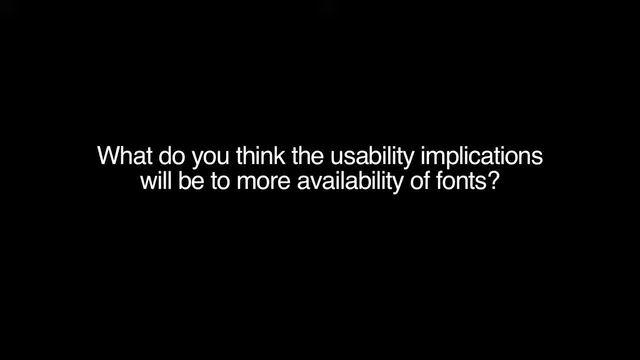 What do you think the usability implications
will be to more availability of fonts?